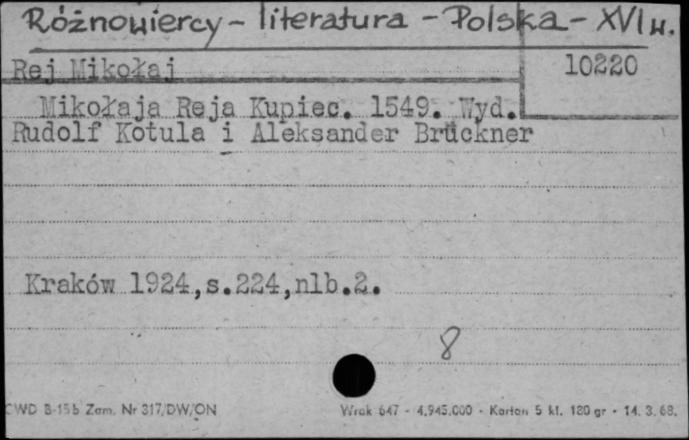 Różnowiercy - literatura - Polska - XVI w.
Rej Mikołaj
10220
Mikołaja Reja Kupiec. 1549. Wyd.
Rudolf Kotula i Aleksander Brückner
Kraków 1924,s.224,nlb.2.
8
CWD B-15b Zam. Nr 317/DW/ON
Wrak 647 - 4.945.000 - Karton 5 kl. 180 gr - 14. 3. 68.